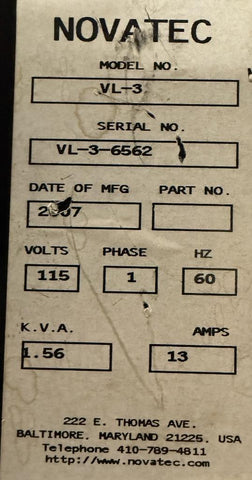 NOVATEC
MODEL NO.
VL-3
SERIAL NO.
VL-3-6562
DATE OF MFG PART NO.
2007
VOLTS PHASE HZ
115 1 60
K.V.A. AMPS
1.56 13
222 E. THOMAS AVE.
BALTIMORE. MARYLAND 21225. USA
Telephone 410-789-4811
http://www.novatec.com